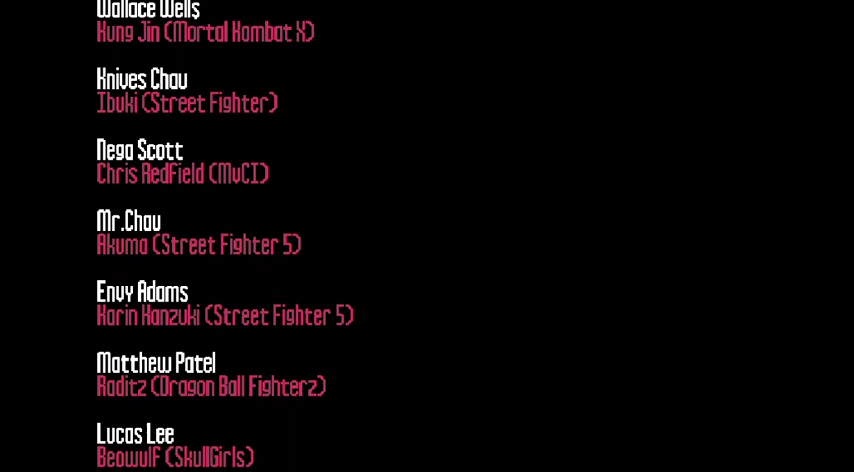 Wallace Wells
Kung Jin (Mortal Kombat X)
Knives Chau
Ibuki (Street Fighter)
Nega Scott
Chris Redfield (MvCI)
Mr.Chau
Akuma (Street Fighter 5)
Envy Adams
Karin Kanzuki (Street Fighter 5)
Matthew Patel
Raditz (Dragon Ball Fighterz)
Lucas Lee
Beowulf (SkullGirls)